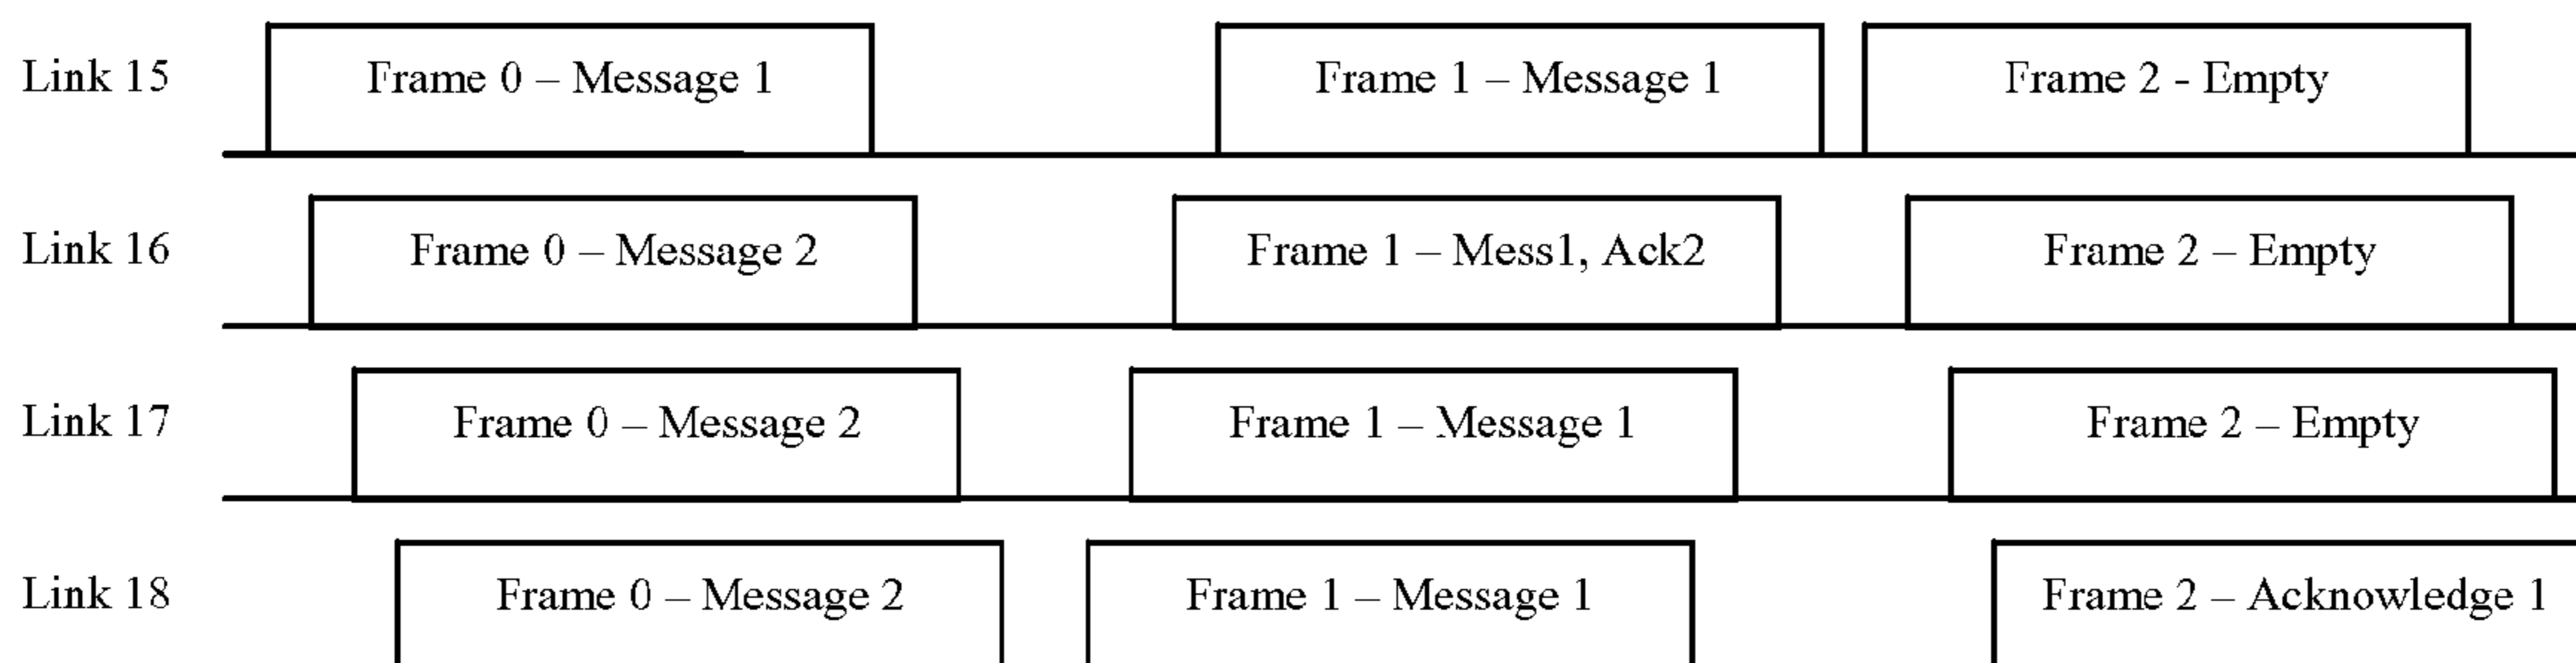 Link 15 Frame 0 – Message 1 Frame 1 – Message 1 Frame 2 - Empty
Link 16 Frame 0 – Message 2 Frame 1 – Mess1, Ack2 Frame 2 – Empty
Link 17 Frame 0 – Message 2 Frame 1 – Message 1 Frame 2 – Empty
Link 18 Frame 0 – Message 2 Frame 1 – Message 1 Frame 2 – Acknowledge 1